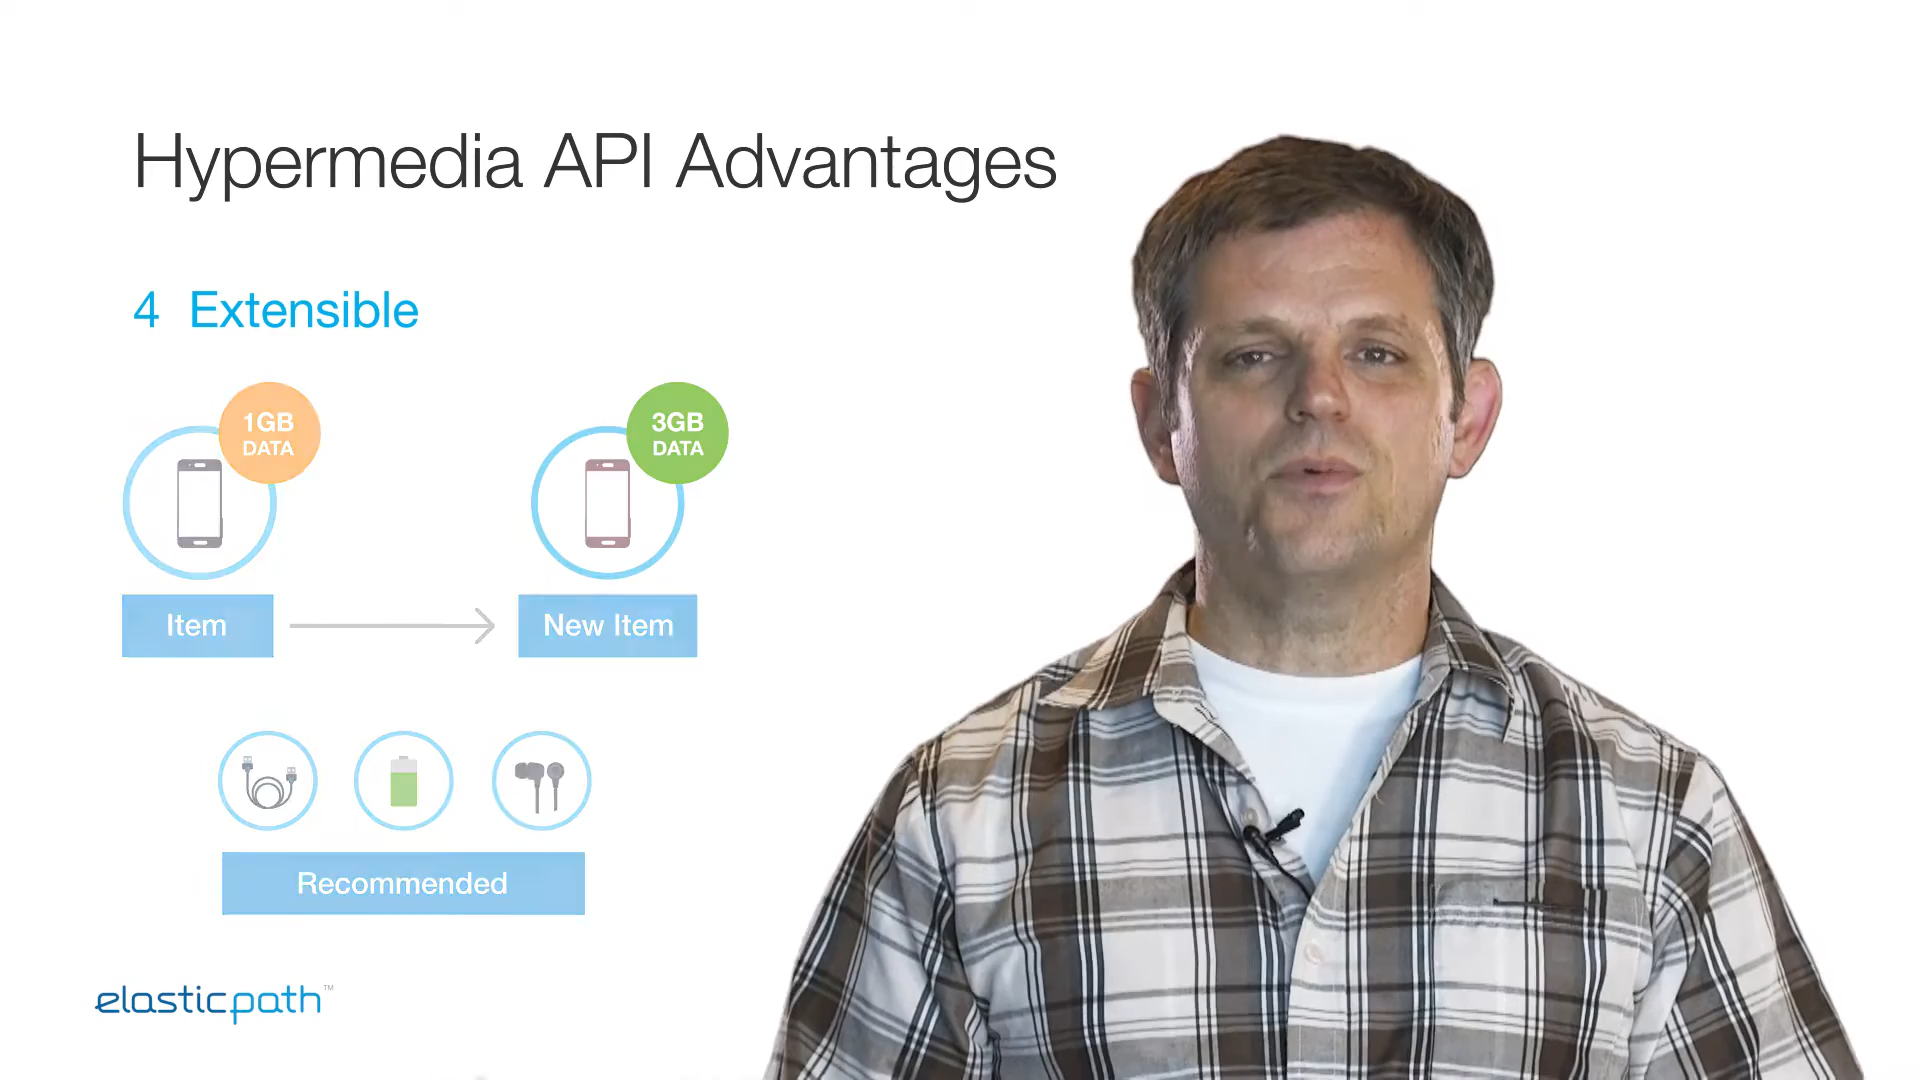 Hypermedia API Advantages
4 Extensible
1GB
DATA
3GB
DATA
Item
New Item
Recommended
elasticpath™